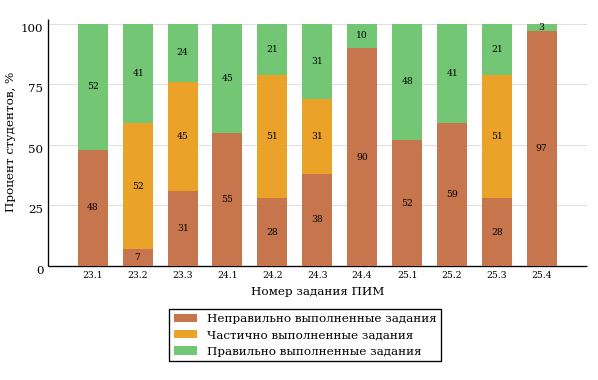 Процент студентов, %
100
75
50
25
0
52 41 24 45 21 31 10 48 41 21 3
52 45 51 31 51
48 7 31 55 28 38 90 52 59 28 97
23.1 23.2 23.3 24.1 24.2 24.3 24.4 25.1 25.2 25.3 25.4
Номер задания ПИМ
Неправильно выполненные задания
Частично выполненные задания
Правильно выполненные задания